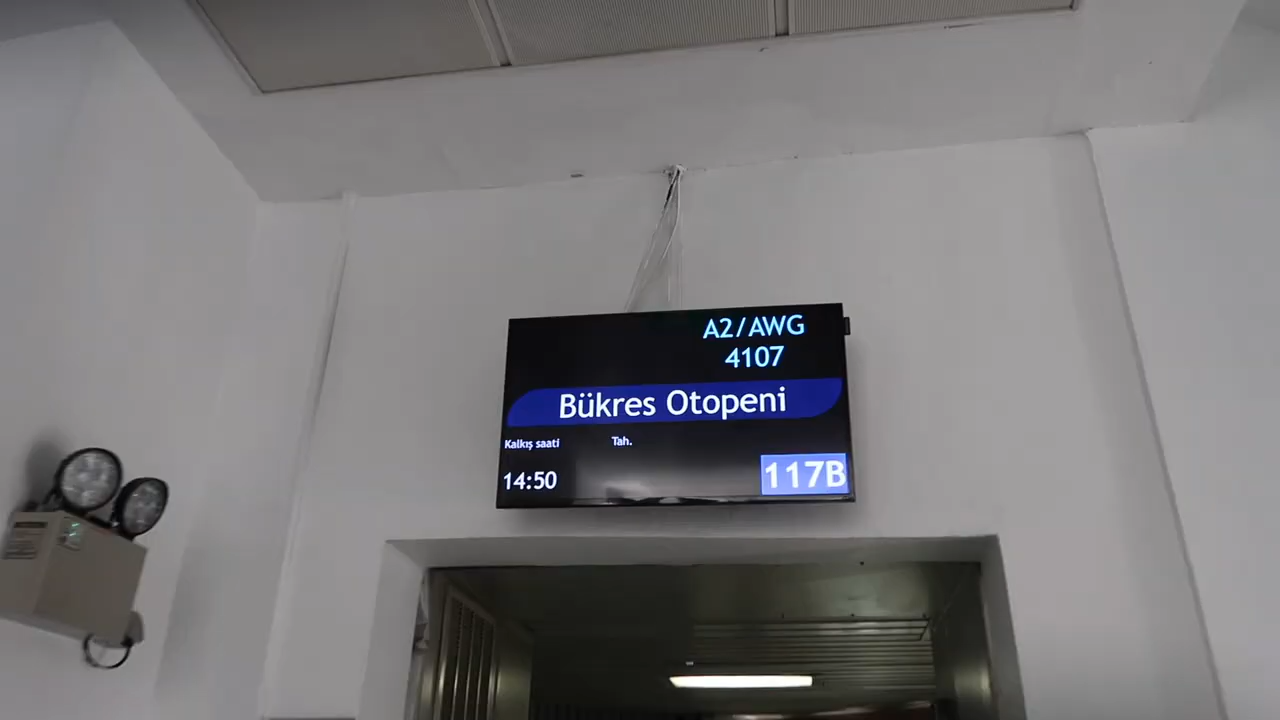 A2/AWG
4107
Bükres Otopeni
Kalkış saati Tah.
14:50
117B